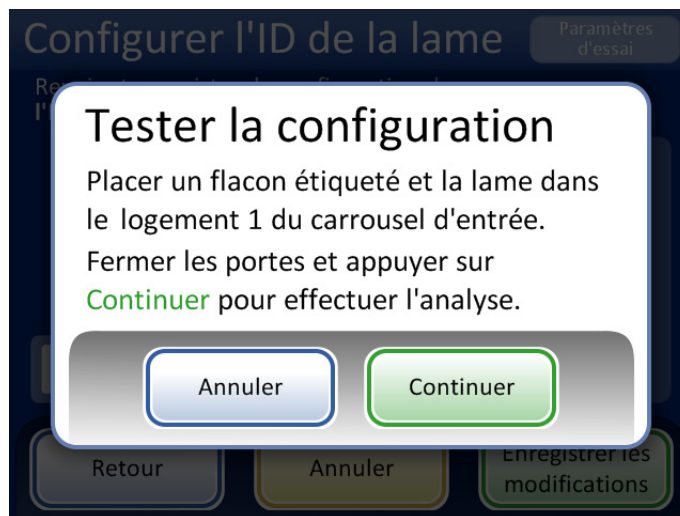 Configurer l'ID de la lame
Paramètres
d'essai
Tester la configuration
Placer un flacon étiqueté et la lame dans
le logement 1 du carrousel d'entrée.
Fermer les portes et appuyer sur
Continuer pour effectuer l'analyse.
Annuler
Continuer
Retour
Annuler
Enregistrer les
modifications